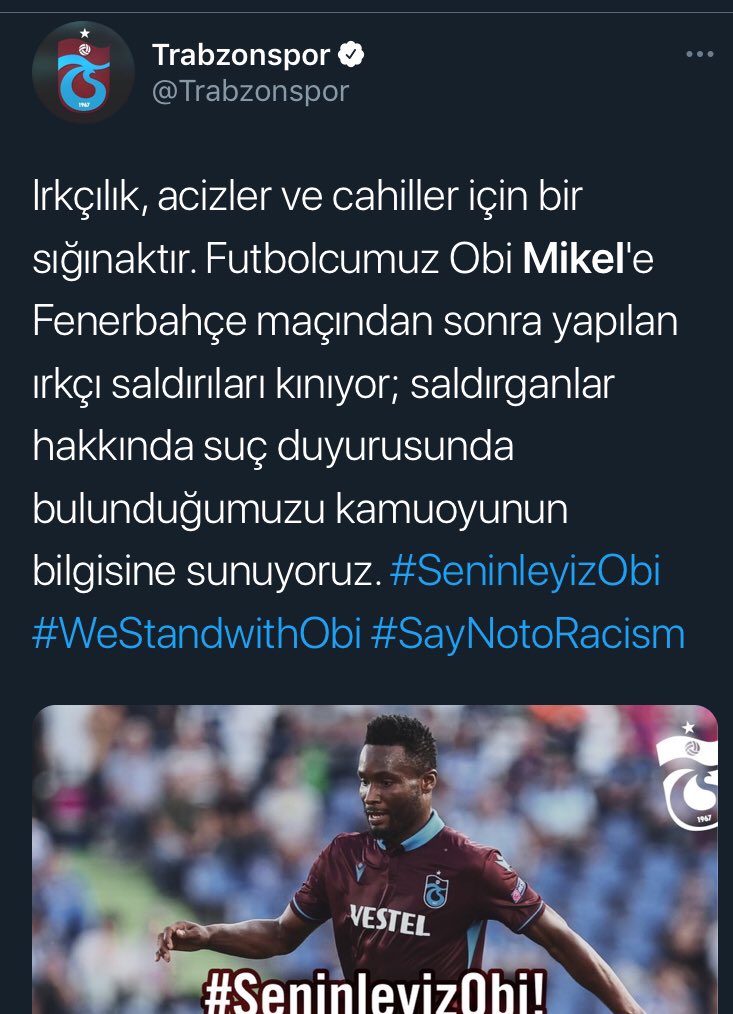 Trabzonspor
@Trabzonspor
Irkçılık, acizler ve cahiller için bir
sığınaktır. Futbolcumuz Obi Mikel'e
Fenerbahçe maçından sonra yapılan
ırkçı saldırıları kınıyor; saldırganlar
hakkında suç duyurusunda
bulunduğumuzu kamuoyunun
bilgisine sunuyoruz. #SeninleyizObi
#WeStandwithObi #SayNotoRacism
1967
1967
VESTEL
#SeninleyizObi!